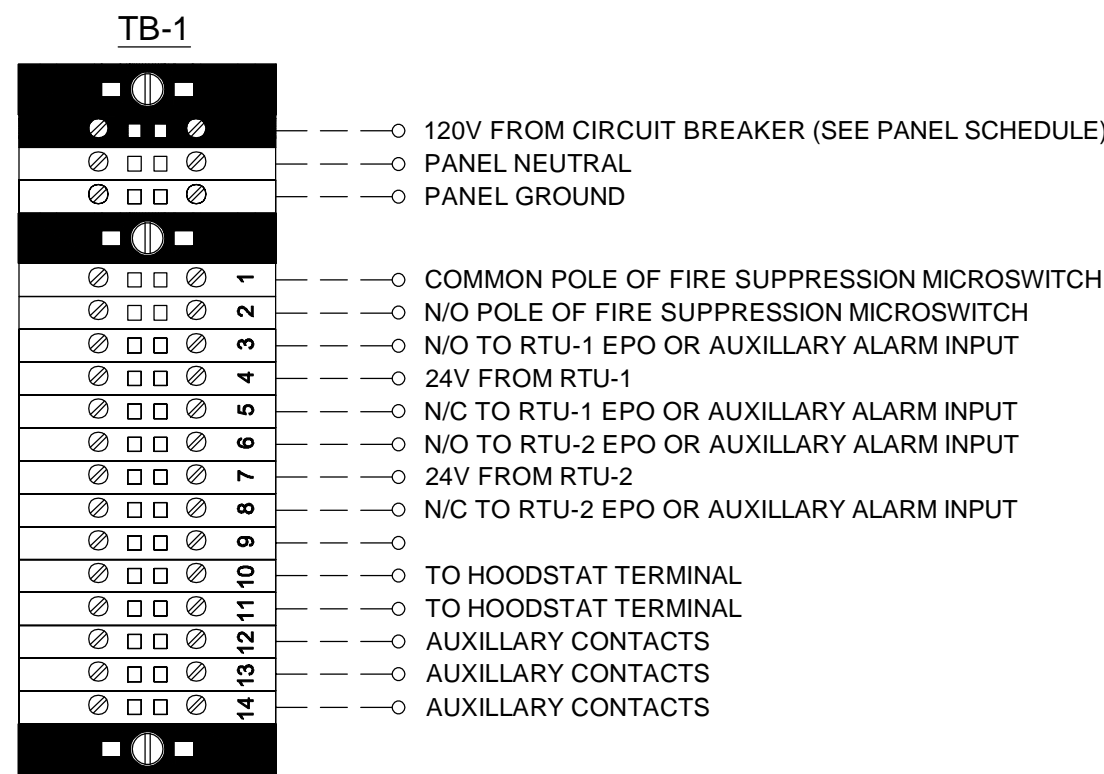 TB-1
120V FROM CIRCUIT BREAKER (SEE PANEL SCHEDULE)
PANEL NEUTRAL
PANEL GROUND
1 COMMON POLE OF FIRE SUPPRESSION MICROSWITCH
2 N/O POLE OF FIRE SUPPRESSION MICROSWITCH
3 N/O TO RTU-1 EPO OR AUXILLARY ALARM INPUT
4 24V FROM RTU-1
5 N/C TO RTU-1 EPO OR AUXILLARY ALARM INPUT
6 N/O TO RTU-2 EPO OR AUXILLARY ALARM INPUT
7 24V FROM RTU-2
8 N/C TO RTU-2 EPO OR AUXILLARY ALARM INPUT
9
10 TO HOODSTAT TERMINAL
11 TO HOODSTAT TERMINAL
12 AUXILLARY CONTACTS
13 AUXILLARY CONTACTS
14 AUXILLARY CONTACTS